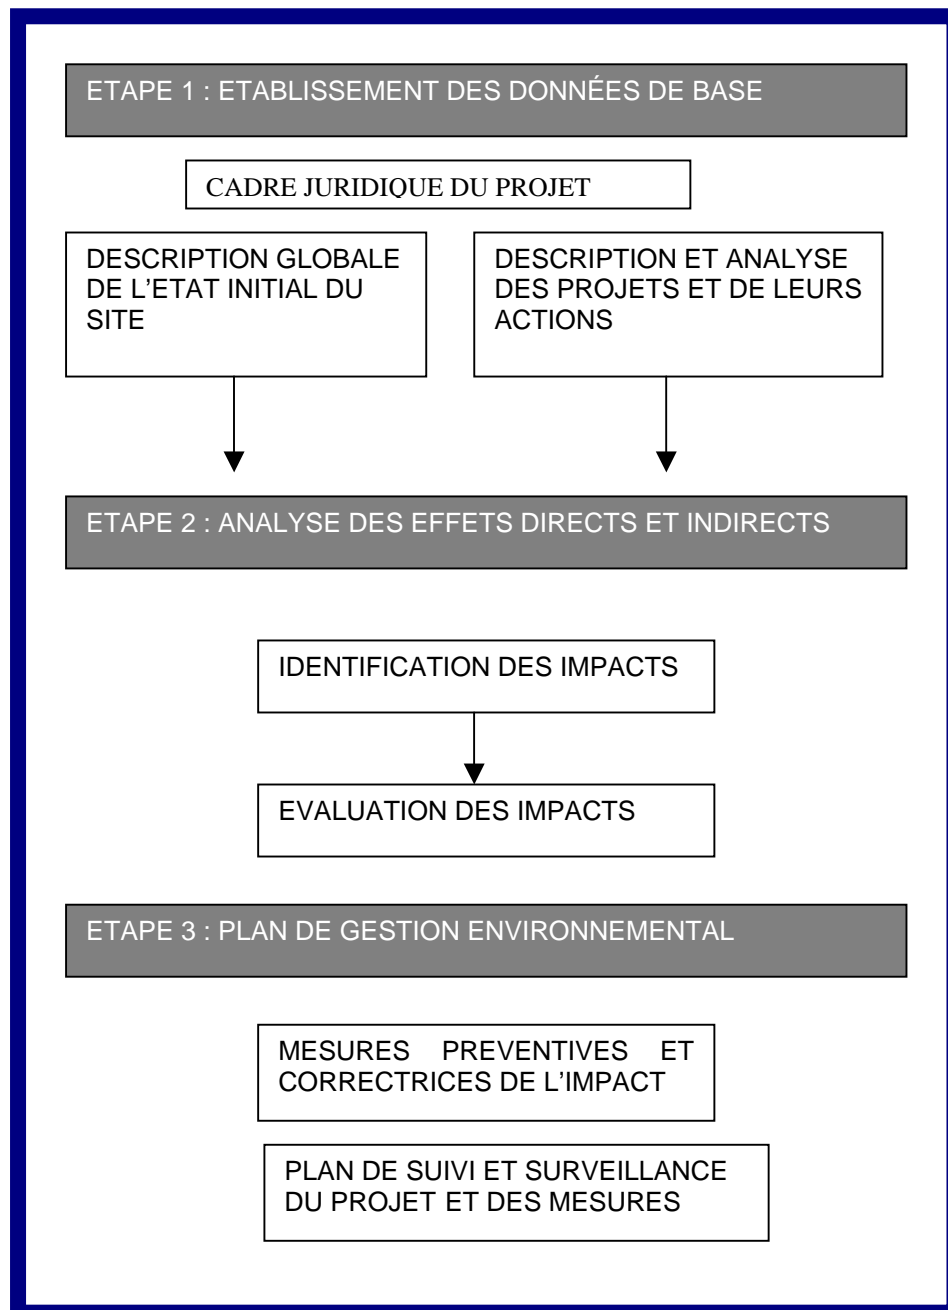 ETAPE 1 : ETABLISSEMENT DES DONNÉES DE BASE
CADRE JURIDIQUE DU PROJET
DESCRIPTION GLOBALE
DE L’ETAT INITIAL DU
SITE
DESCRIPTION ET ANALYSE
DES PROJETS ET DE LEURS
ACTIONS
ETAPE 2 : ANALYSE DES EFFETS DIRECTS ET INDIRECTS
IDENTIFICATION DES IMPACTS
EVALUATION DES IMPACTS
ETAPE 3 : PLAN DE GESTION ENVIRONNEMENTAL
MESURES PREVENTIVES ET
CORRECTRICES DE L’IMPACT
PLAN DE SUIVI ET SURVEILLANCE
DU PROJET ET DES MESURES